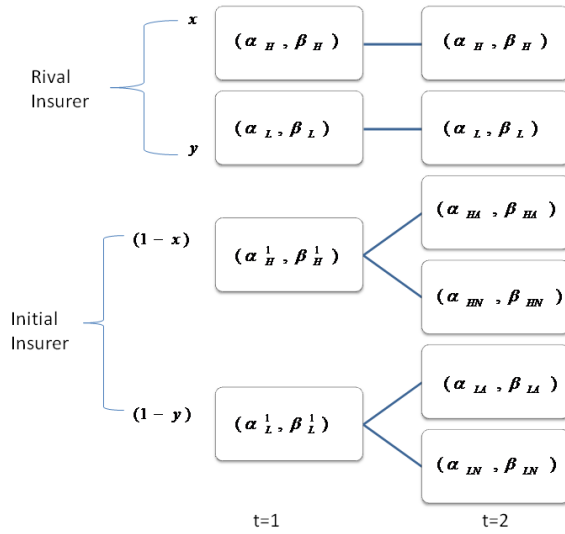 x
(α H , β H )
(α H , β H )
Rival
Insurer
(α L , β L )
(α L , β L )
y
(α HA , β HA )
(1 − x)
(α 1 H , β 1 H )
(α HN , β HN )
Initial
Insurer
(α LA , β LA )
(1 − y)
(α 1 L , β 1 L )
(α LN , β LN )
t=1
t=2